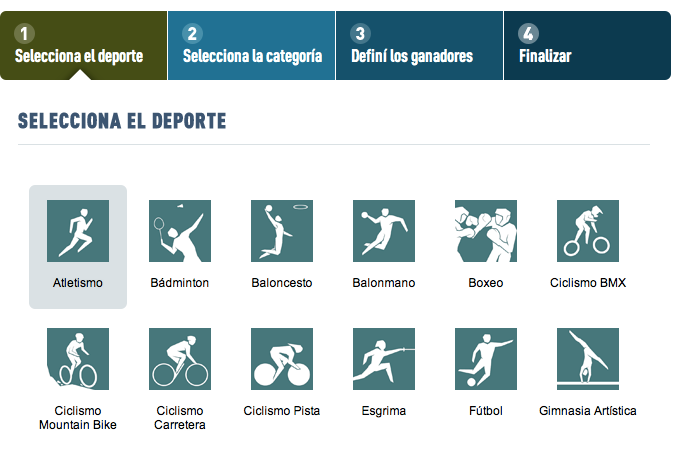 1
Selecciona el deporte
2
Selecciona la categoría
3
Definí los ganadores
4
Finalizar
SELECCIONA EL DEPORTE
Atletismo
Bádminton
Baloncesto
Balonmano
Boxeo
Ciclismo BMX
Ciclismo
Mountain Bike
Ciclismo
Carretera
Ciclismo Pista
Esgrima
Fútbol
Gimnasia Artística